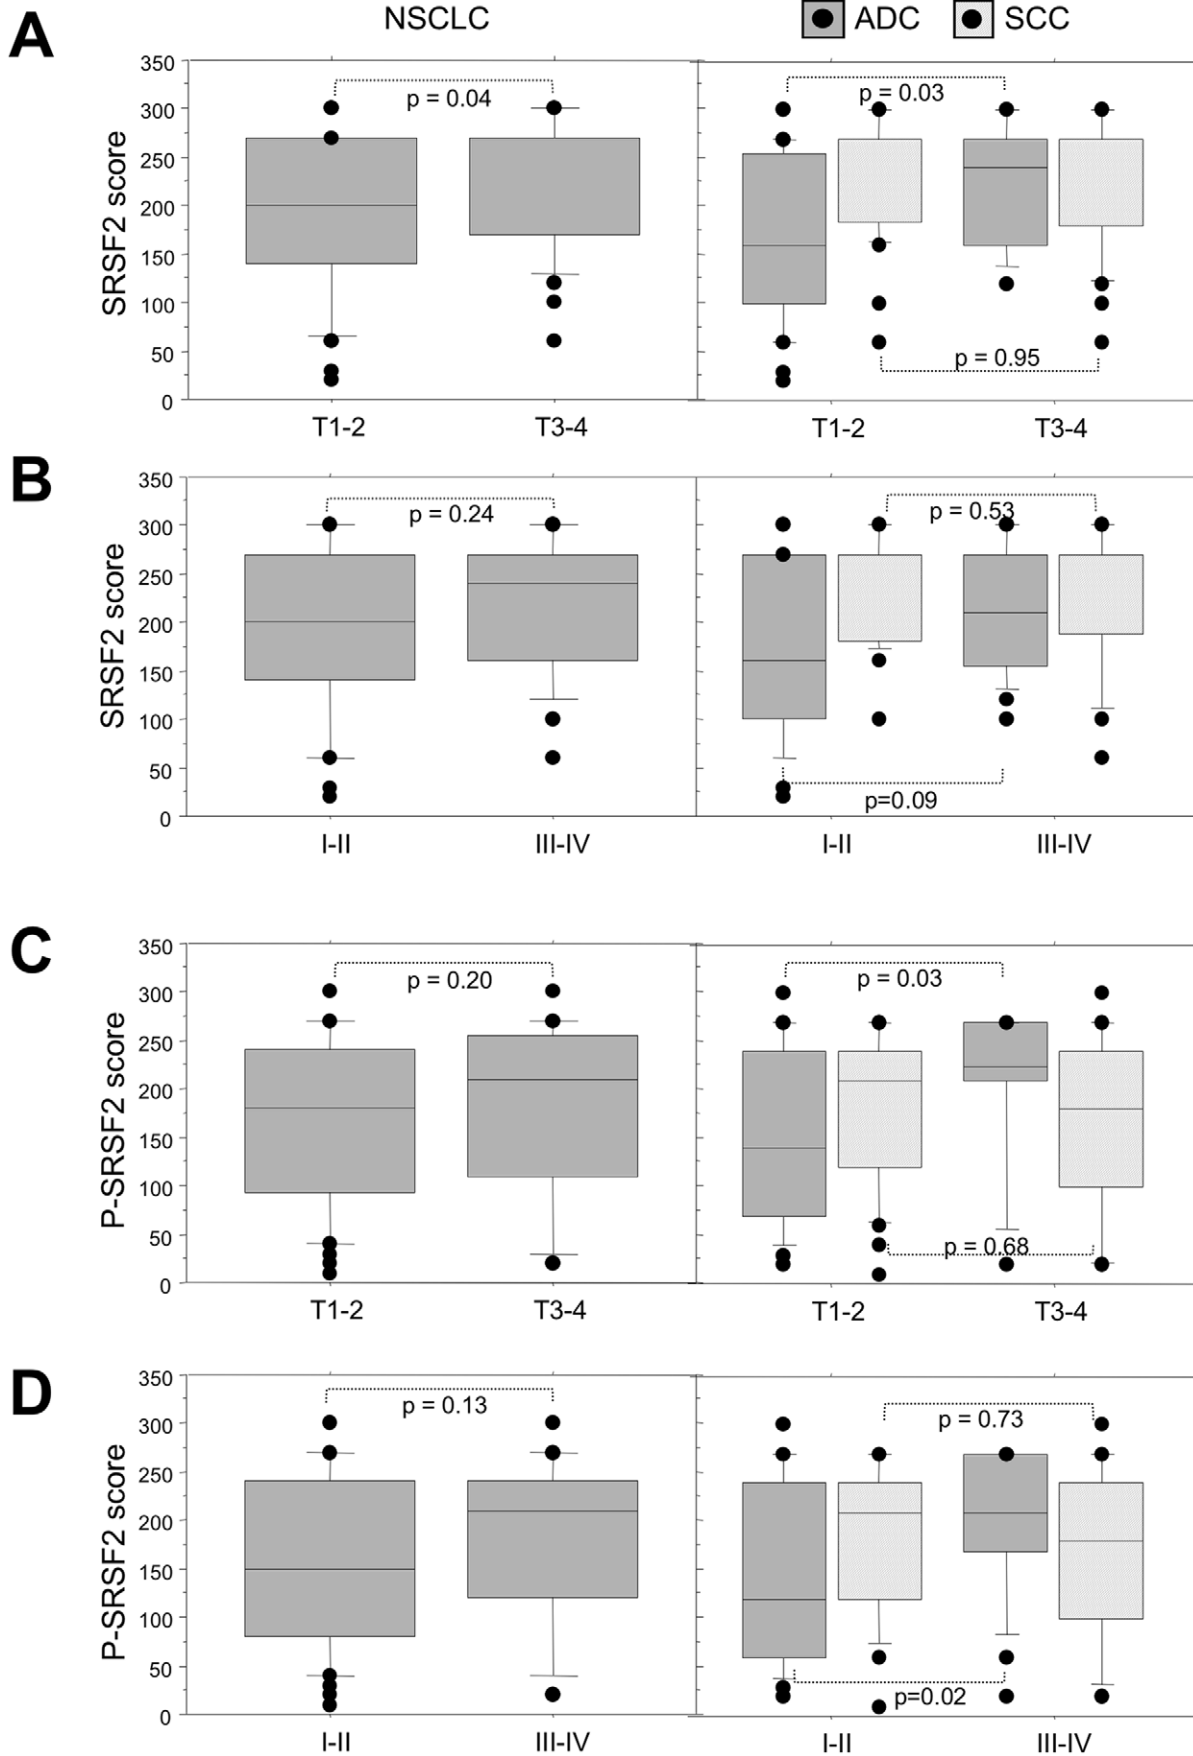 A
NSCLC
ADC
SCC
SRSF2 score
350
300
250
200
150
100
50
0
p = 0.04
p = 0.03
p = 0.95
T1-2
T3-4
T1-2
T3-4
B
SRSF2 score
350
300
250
200
150
100
50
0
p = 0.24
p = 0.53
p=0.09
I-II
III-IV
I-II
III-IV
C
P-SRSF2 score
350
300
250
200
150
100
50
0
p = 0.20
p = 0.03
p = 0.68
T1-2
T3-4
T1-2
T3-4
D
P-SRSF2 score
350
300
250
200
150
100
50
0
p = 0.13
p = 0.73
p=0.02
I-II
III-IV
I-II
III-IV